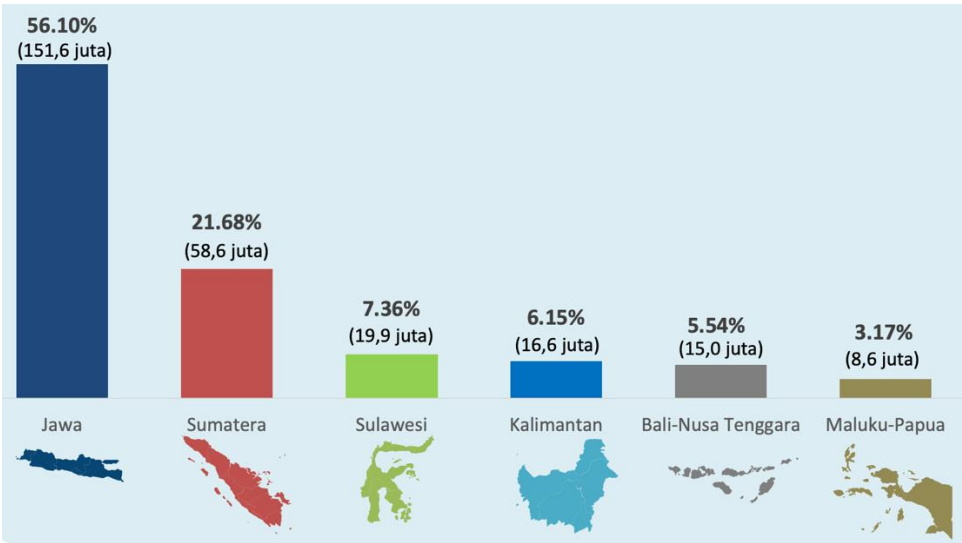 56.10%
(151,6 juta)
21.68%
(58,6 juta)
7.36%
(19,9 juta)
6.15%
(16,6 juta)
5.54%
(15,0 juta)
3.17%
(8,6 juta)
Jawa
Sumatera
Sulawesi
Kalimantan
Bali-Nusa Tenggara
Maluku-Papua